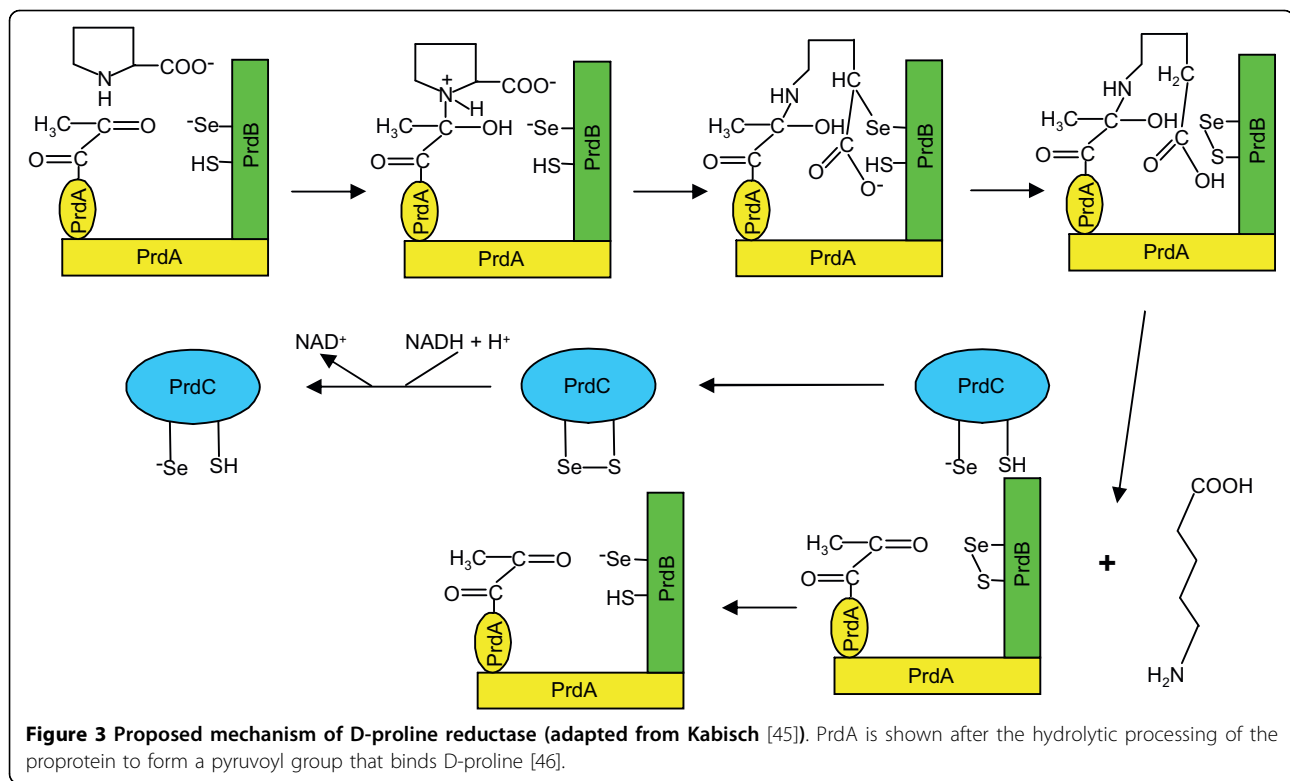 COO⁻
N
H
H₃C
C
O
O
C
⁻Se
HS
PrdB
PrdA
PrdA
+
N
H
COO⁻
H₃C
C
OH
O
C
⁻Se
HS
PrdB
PrdA
PrdA
HC
HN
H₃C
C
OH
Se
O
C
C
HS
O
O⁻
PrdB
PrdA
PrdA
H₂C
HN
H₃C
C
OH
Se
O
C
C
S
O
OH
PrdB
PrdA
PrdA
NAD⁺
NADH + H⁺
PrdC
⁻Se
SH
PrdC
Se
S
PrdC
⁻Se
SH
H₃C
C
O
O
C
⁻Se
HS
PrdB
PrdA
PrdA
H₃C
C
O
O
C
Se
S
PrdB
PrdA
PrdA
+
COOH
H₂N
Figure 3 Proposed mechanism of D-proline reductase (adapted from Kabisch [45]). PrdA is shown after the hydrolytic processing of the
proprotein to form a pyruvoyl group that binds D-proline [46].